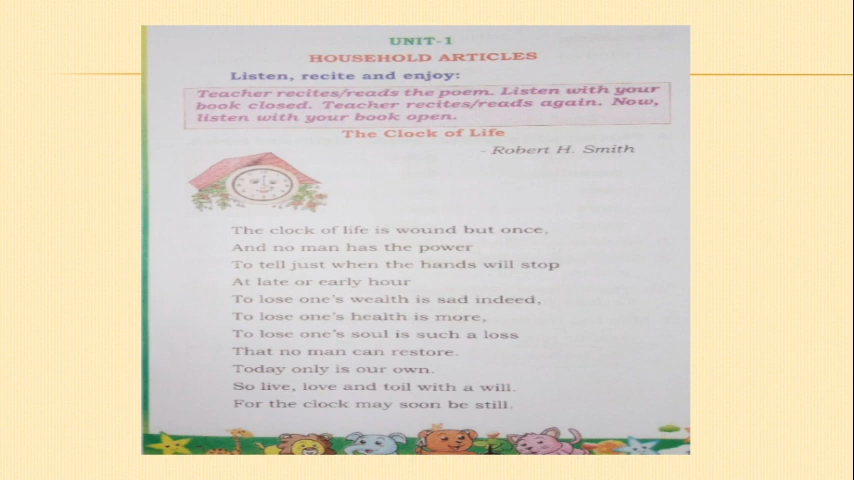 UNIT-1
HOUSEHOLD ARTICLES
Listen, recite and enjoy:
Teacher recites/reads the poem. Listen with your
book closed. Teacher recites/reads again. Now,
listen with your book open.
The Clock of Life
- Robert H. Smith
The clock of life is wound but once,
And no man has the power
To tell just when the hands will stop
At late or early hour
To lose one's wealth is sad indeed,
To lose one's health is more,
To lose one's soul is such a loss
That no man can restore.
Today only is our own.
So live, love and toil with a will.
For the clock may soon be still.